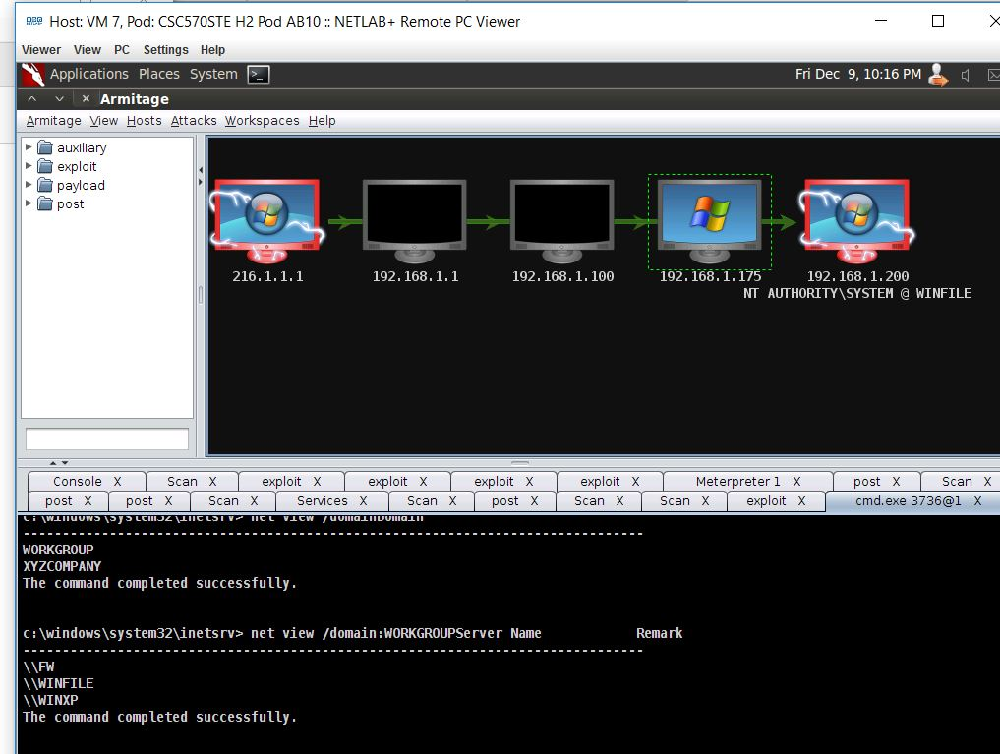 Host: VM 7, Pod: CSC570STE H2 Pod AB10 :: NETLAB+ Remote PC Viewer
Viewer View PC Settings Help
Applications Places System >_ Fri Dec 9, 10:16 PM
Armitage
Armitage View Hosts Attacks Workspaces Help
auxiliary
exploit
payload
post
216.1.1.1 192.168.1.1 192.168.1.100 192.168.1.175 192.168.1.200
NT AUTHORITY\SYSTEM @ WINFILE
Console X Scan X exploit X exploit X exploit X exploit X Meterpreter 1 X post X Scan X
post X post X Scan X Services X Scan X post X Scan X Scan X exploit X cmd.exe 3736@1 X
c:\windows\system32\inetsrv> net view /domainDomain
-------------------------------------------------------------------------------
WORKGROUP
XYZCOMPANY
The command completed successfully.
c:\windows\system32\inetsrv> net view /domain:WORKGROUPServer Name Remark
-------------------------------------------------------------------------------
\\FW
\\WINFILE
\\WINXP
The command completed successfully.